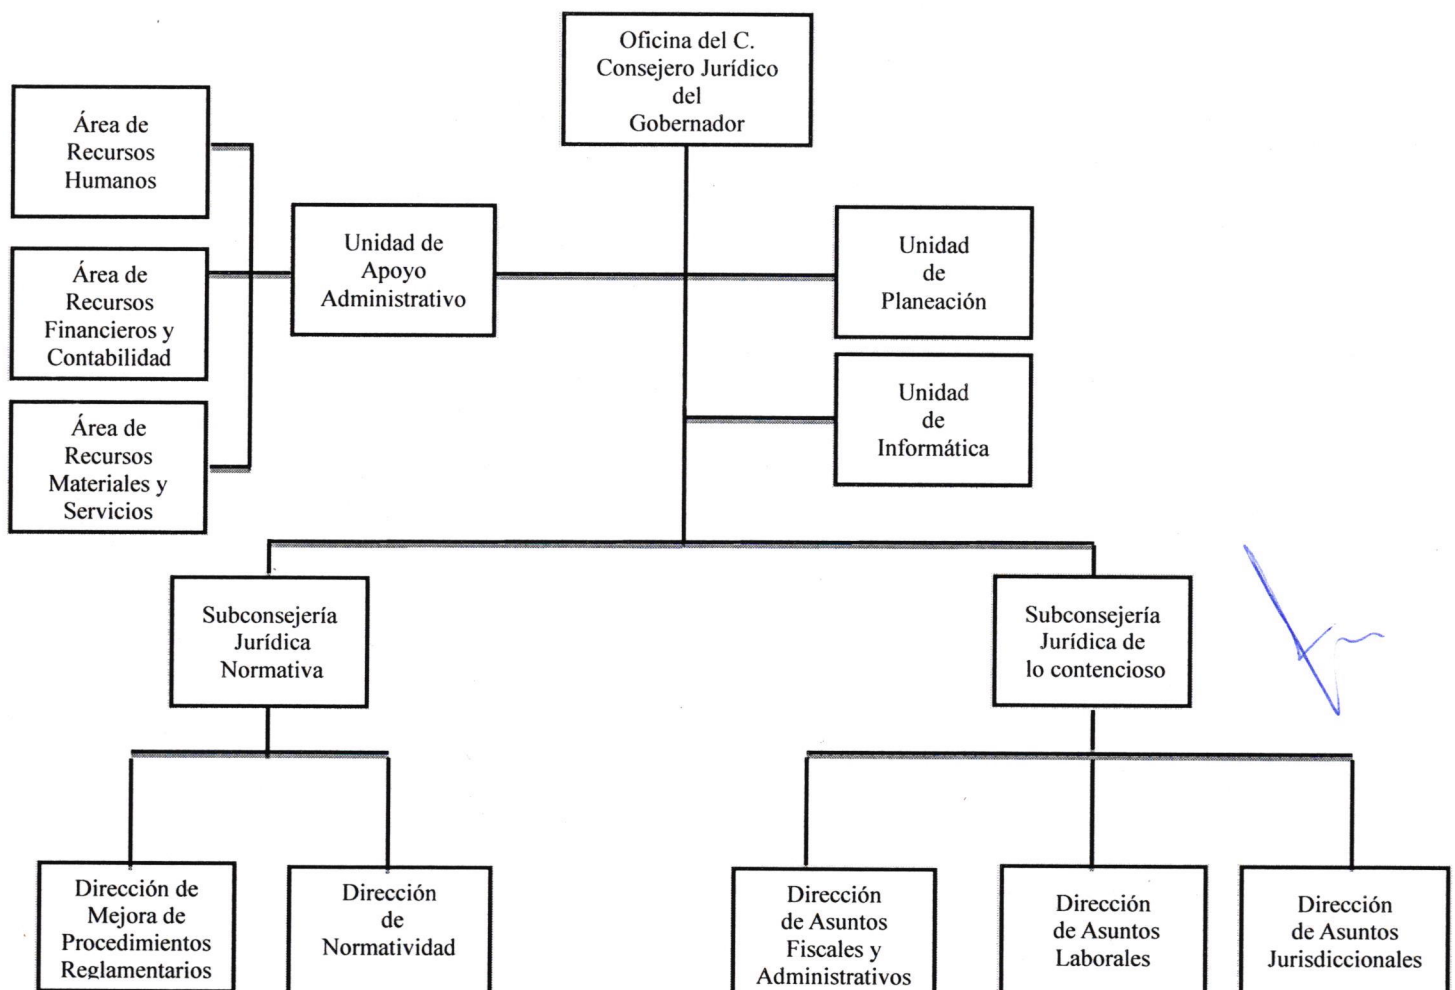 Oficina del C.
Consejero Jurídico
del
Gobernador
Área de
Recursos
Humanos
Unidad de
Apoyo
Administrativo
Unidad
de
Planeación
Área de
Recursos
Financieros y
Contabilidad
Unidad
de
Informática
Área de
Recursos
Materiales y
Servicios
Subconsejería
Jurídica
Normativa
Subconsejería
Jurídica de
lo contencioso
Dirección de
Mejora de
Procedimientos
Reglamentarios
Dirección
de
Normatividad
Dirección
de Asuntos
Fiscales y
Administrativos
Dirección
de Asuntos
Laborales
Dirección
de Asuntos
Jurisdiccionales